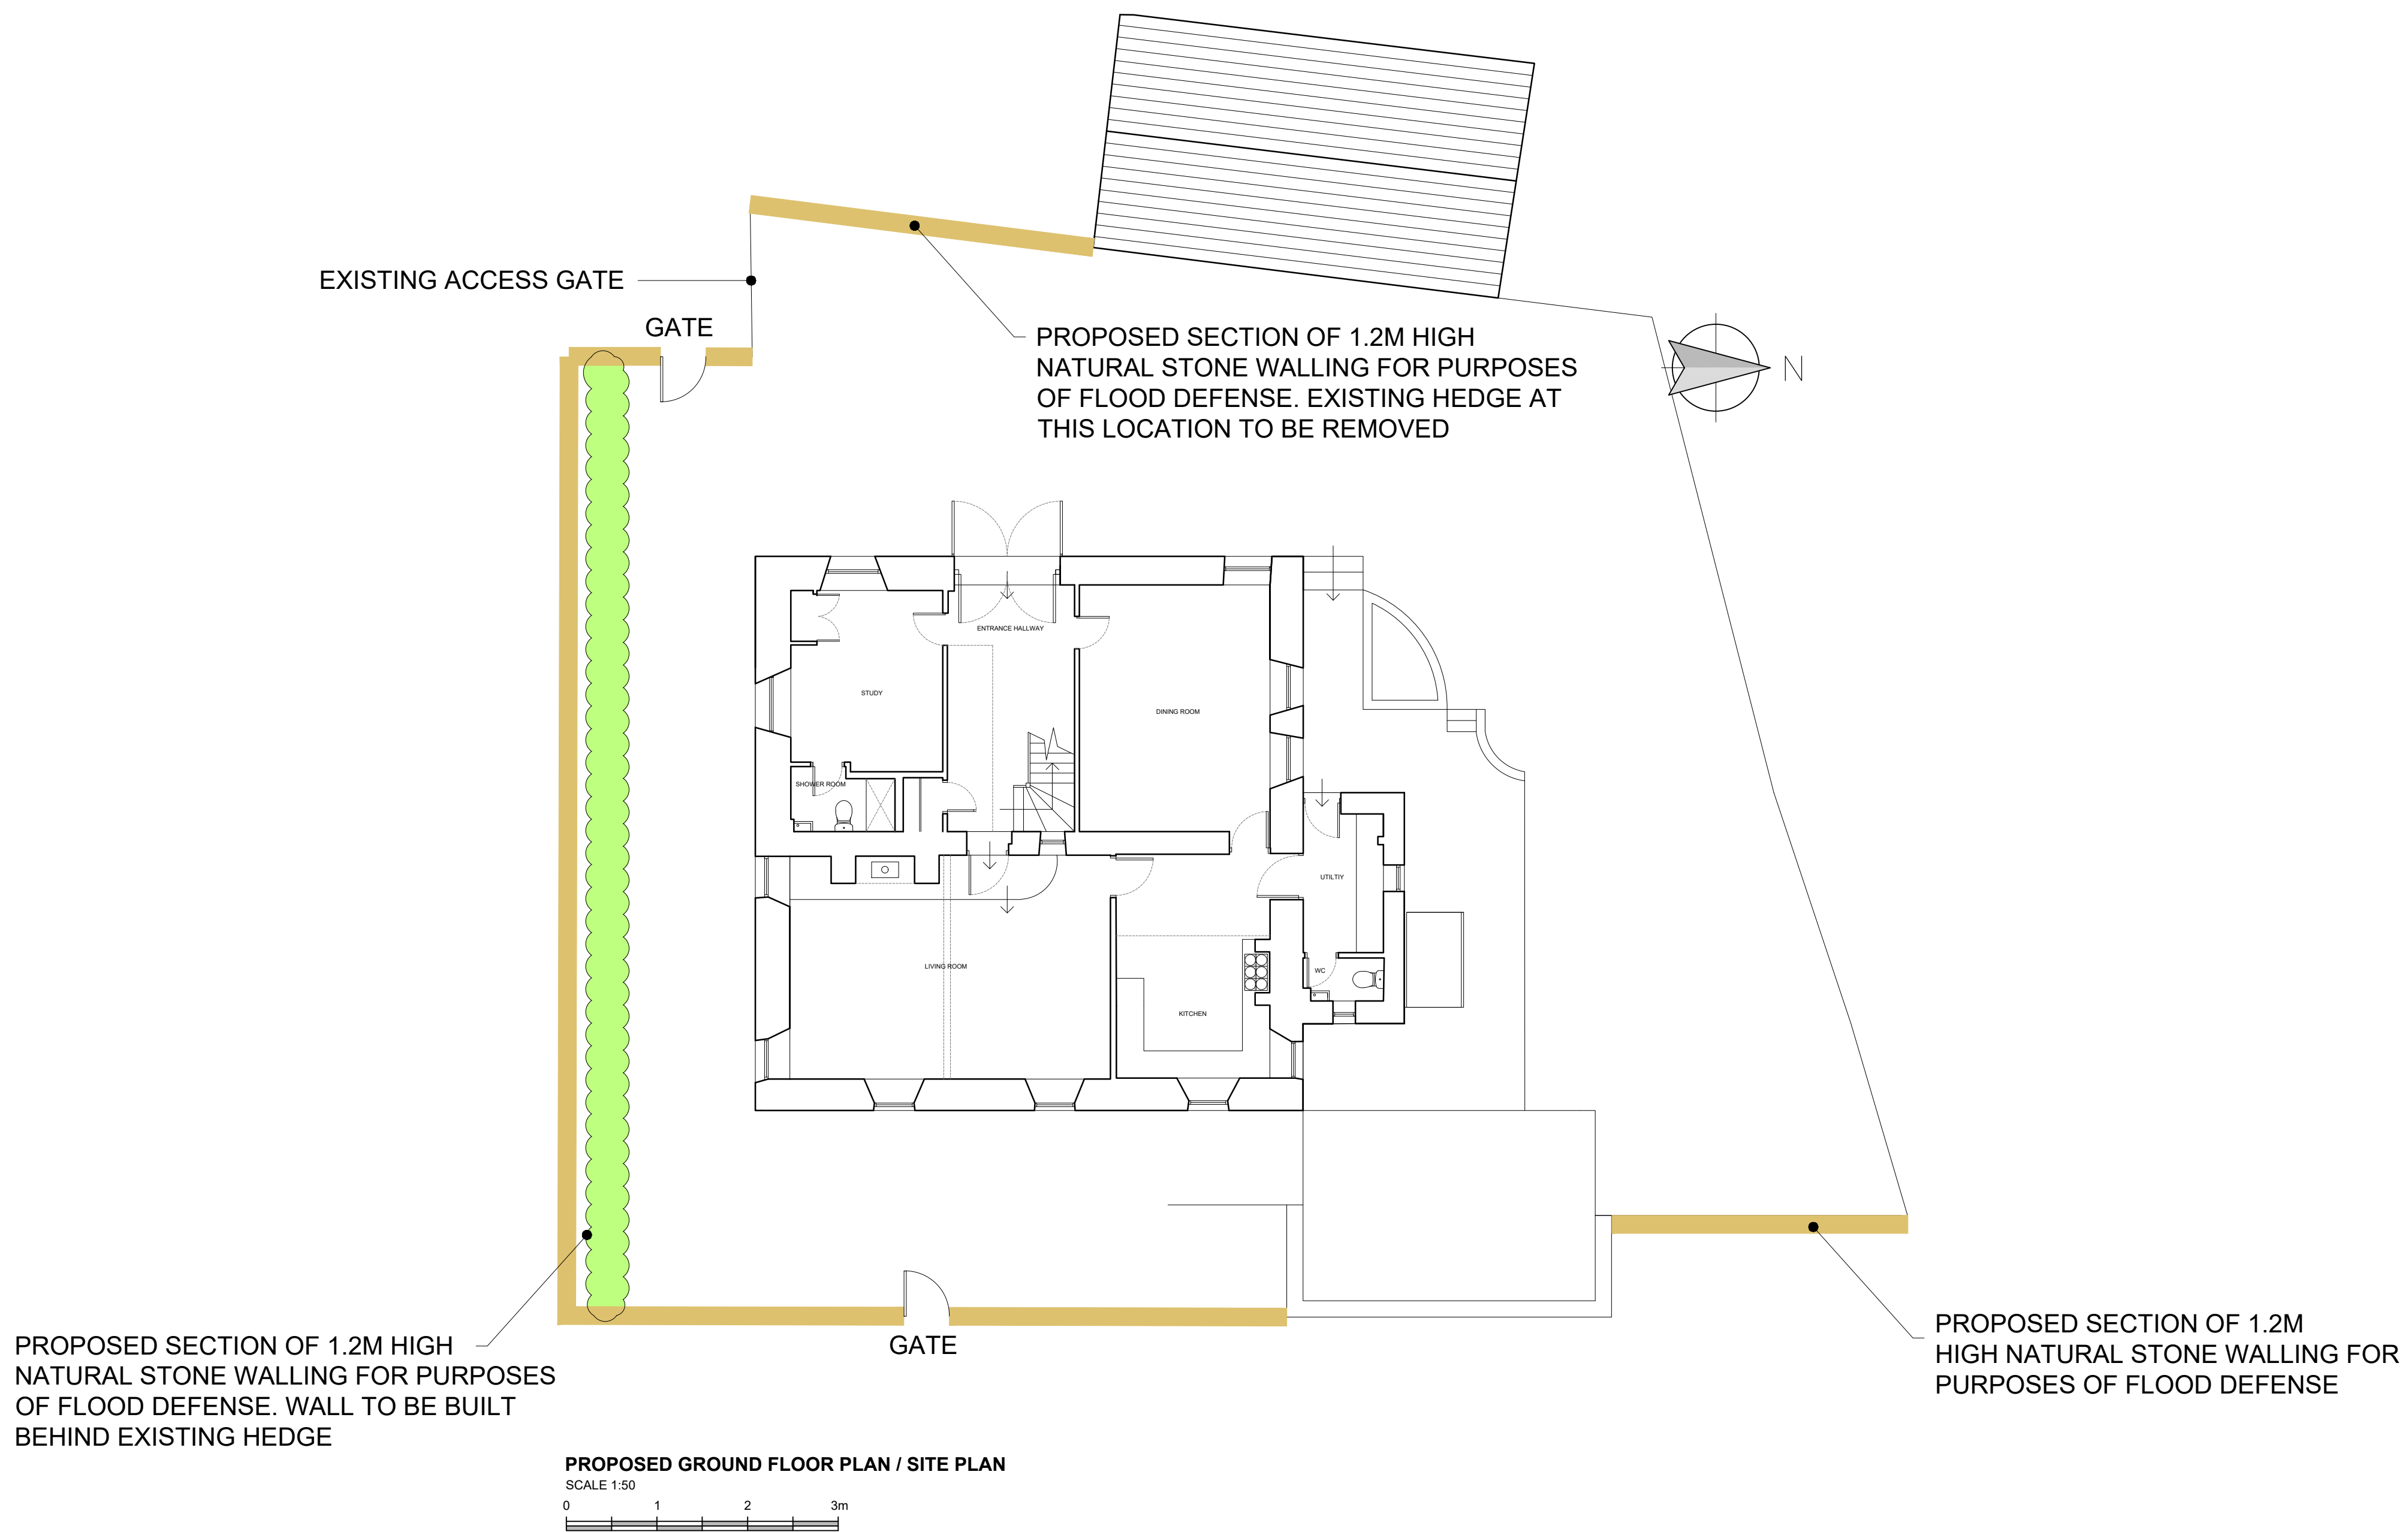 EXISTING ACCESS GATE
GATE
PROPOSED SECTION OF 1.2M HIGH
NATURAL STONE WALLING FOR PURPOSES
OF FLOOD DEFENSE. EXISTING HEDGE AT
THIS LOCATION TO BE REMOVED
N
ENTRANCE HALLWAY
STUDY
DINING ROOM
SHOWER ROOM
UTILTIY
LIVING ROOM
WC
KITCHEN
GATE
PROPOSED SECTION OF 1.2M HIGH
NATURAL STONE WALLING FOR PURPOSES
OF FLOOD DEFENSE. WALL TO BE BUILT
BEHIND EXISTING HEDGE
PROPOSED SECTION OF 1.2M
HIGH NATURAL STONE WALLING FOR
PURPOSES OF FLOOD DEFENSE
PROPOSED GROUND FLOOR PLAN / SITE PLAN
SCALE 1:50
0 1 2 3m